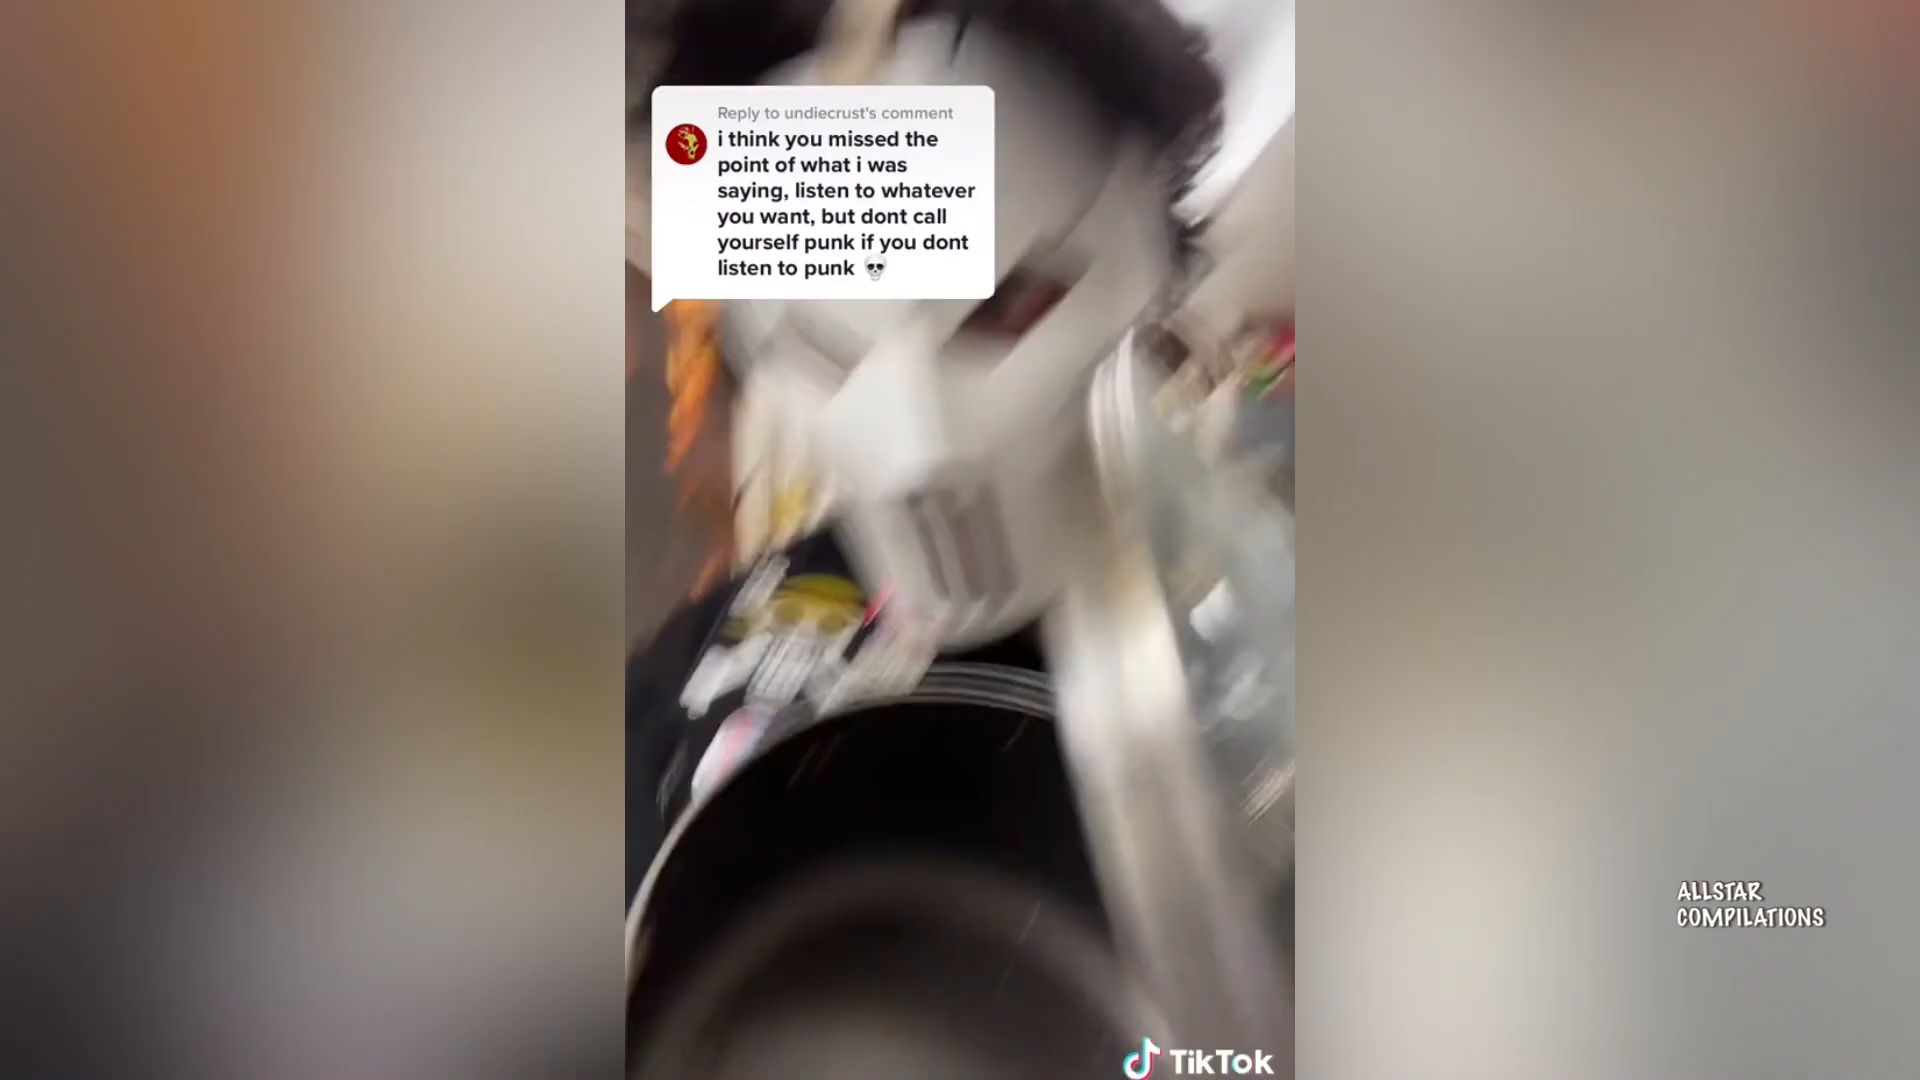 Reply to undiecrust's comment
i think you missed the
point of what i was
saying, listen to whatever
you want, but dont call
yourself punk if you dont
listen to punk 💀
ALLSTAR
COMPILATIONS
TikTok